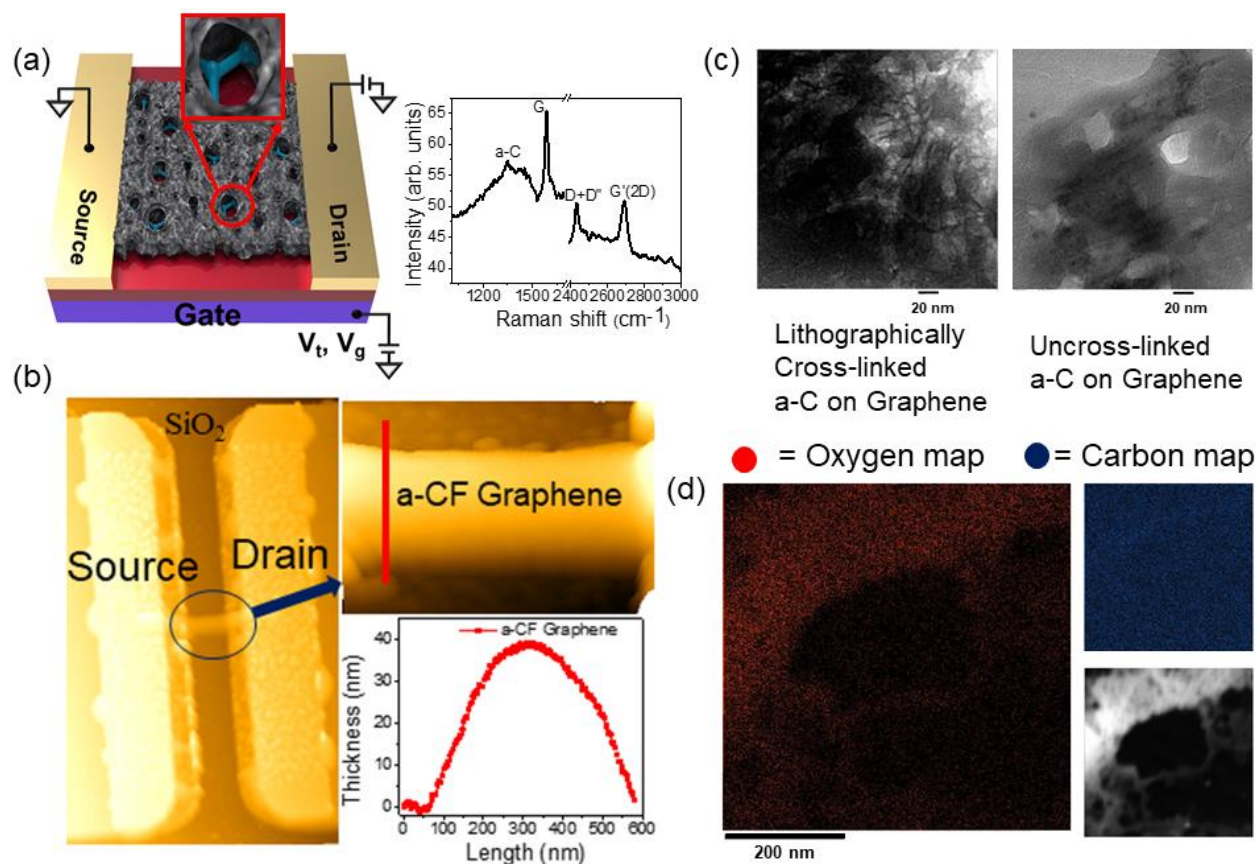 (a)
Source
Drain
Gate
Vt, Vg
Intensity (arb. units)
65
60
55
50
45
40
a-C
G
D+D"
G'(2D)
1200 1500 2400 2600 2800 3000
Raman shift (cm-1)
(b)
SiO2
Source
Drain
a-CF Graphene
a-CF Graphene
Thickness (nm)
40
30
20
10
0
0 100 200 300 400 500 600
Length (nm)
(c)
20 nm
20 nm
Lithographically
Cross-linked
a-C on Graphene
Uncross-linked
a-C on Graphene
= Oxygen map
= Carbon map
(d)
200 nm